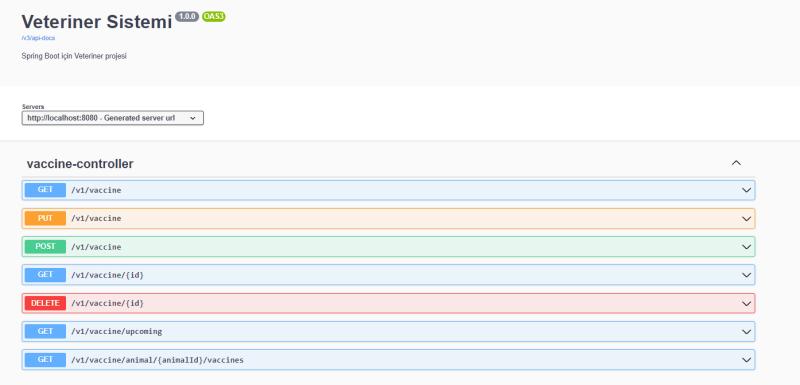 Veteriner Sistemi 1.0.0 OAS3
/v3/api-docs
Spring Boot için Veteriner projesi
Servers
http://localhost:8080 - Generated server url
vaccine-controller
GET /v1/vaccine
PUT /v1/vaccine
POST /v1/vaccine
GET /v1/vaccine/{id}
DELETE /v1/vaccine/{id}
GET /v1/vaccine/upcoming
GET /v1/vaccine/animal/{animalId}/vaccines